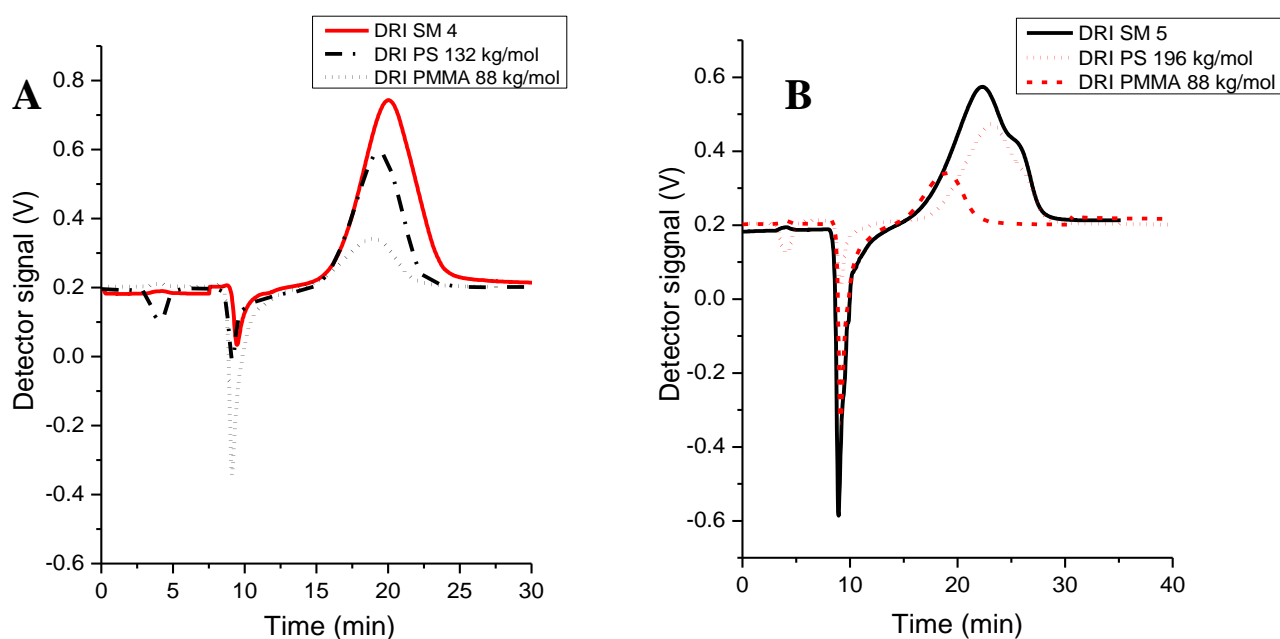 A
DRI SM 4
DRI PS 132 kg/mol
DRI PMMA 88 kg/mol
Detector signal (V)
0.8
0.6
0.4
0.2
0.0
-0.2
-0.4
-0.6
0 5 10 15 20 25 30
Time (min)
B
DRI SM 5
DRI PS 196 kg/mol
DRI PMMA 88 kg/mol
Detector siggnal (V)
0.6
0.4
0.2
0.0
-0.2
-0.4
-0.6
0 10 20 30 40
Time (min)